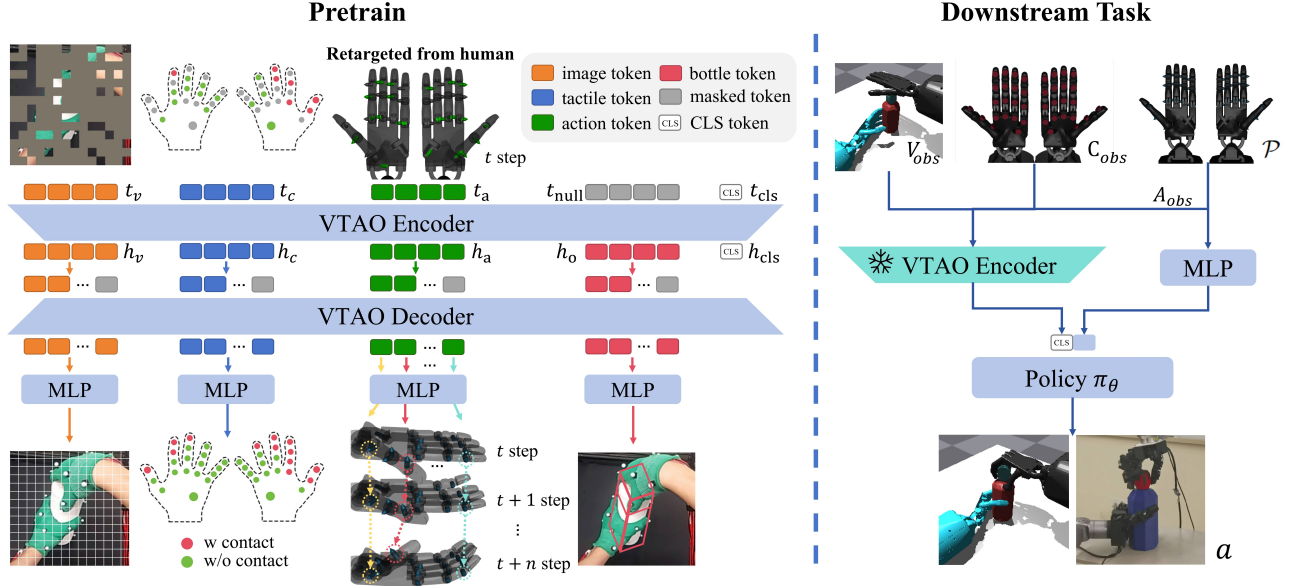 Pretrain
Downstream Task
Retargeted from human
image token
bottle token
tactile token
masked token
action token
CLS CLS token
t step
V_obs
C_obs
𝒫
t_v
t_c
t_a
t_null
CLS t_cls
A_obs
VTAO Encoder
h_v
h_c
h_a
h_o
CLS h_cls
VTAO Encoder
MLP
... ... ... ...
VTAO Decoder
CLS
... ... ... ...
...
MLP
MLP
MLP
MLP
Policy π_θ
t step
...
t + 1 step
⋮
t + n step
w contact
w/o contact
a